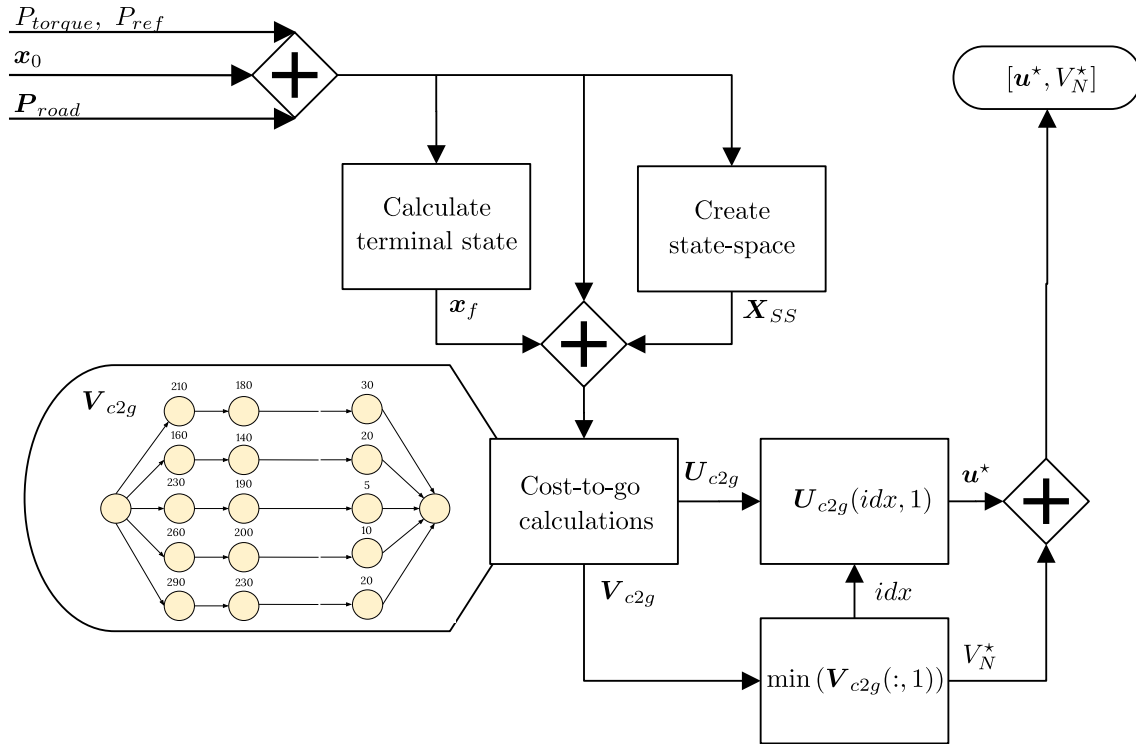 P_{torque}, P_{ref}
x_0
P_{road}
[u^⋆, V_N^⋆]
Calculate
terminal state
Create
state-space
x_f
X_{SS}
V_{c2g}
210 180 30
160 140 20
230 190 5
260 200 10
290 230 20
Cost-to-go
calculations
U_{c2g}
U_{c2g}(idx, 1)
u^⋆
V_{c2g}
idx
min (V_{c2g}(:, 1))
V_N^⋆